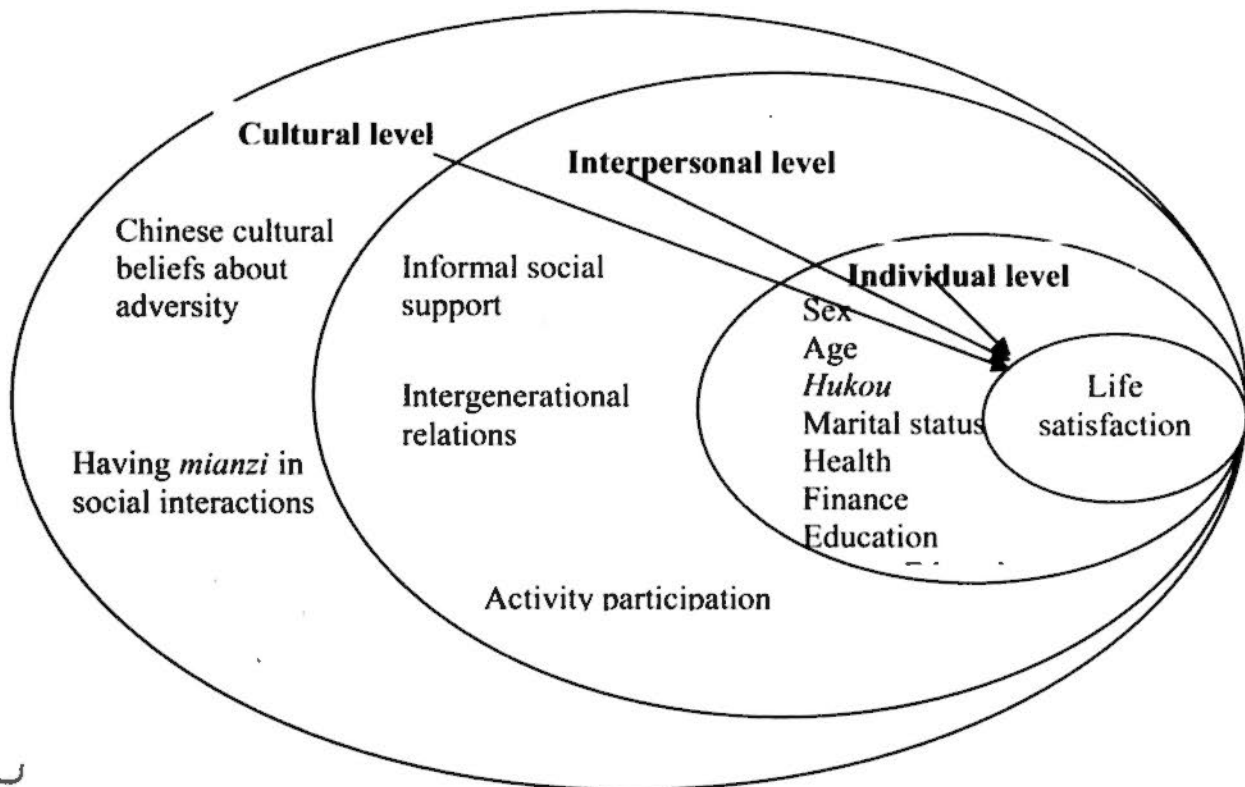 Cultural level
Chinese cultural
beliefs about
adversity
Having mianzi in
social interactions
Interpersonal level
Informal social
support
Intergenerational
relations
Activity participation
Individual level
Sex
Age
Hukou
Marital status
Health
Finance
Education
Life
satisfaction